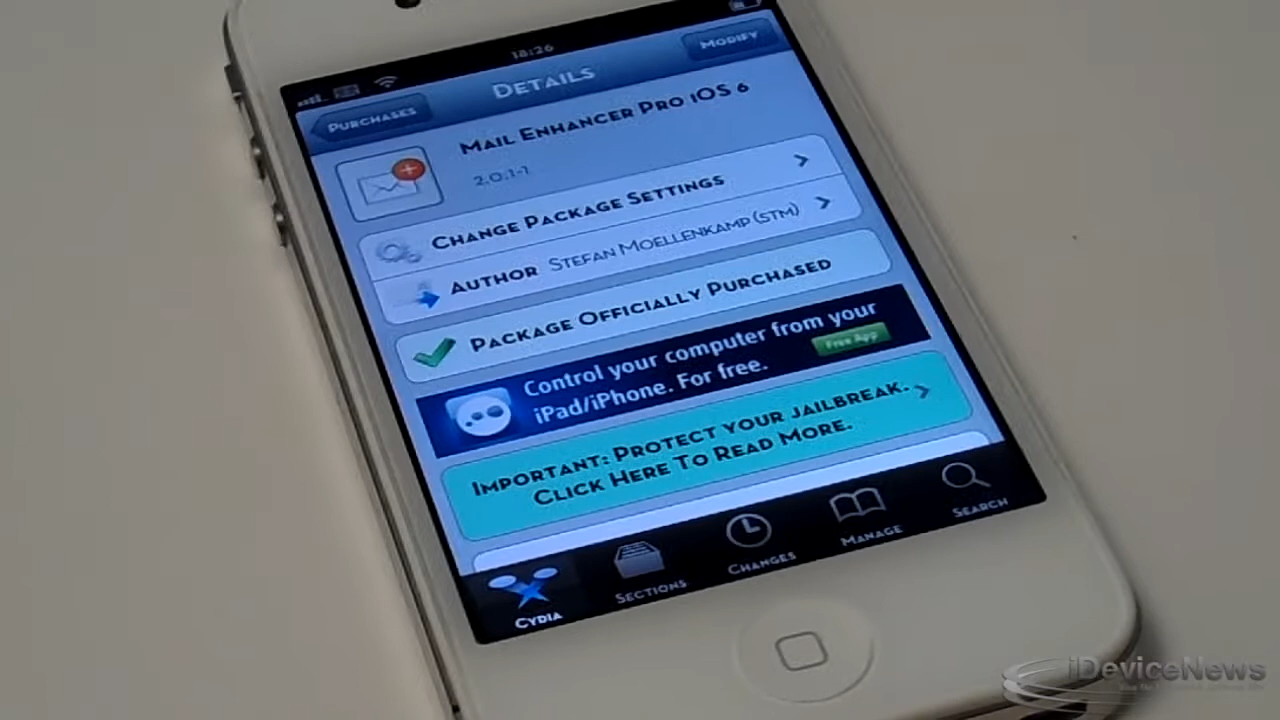 18:26
Purchases
Details
Modify
Mail Enhancer Pro iOS 6
2.0.1-1
Change Package Settings
Author Stefan Moellenkamp (STM)
Package Officially Purchased
Control your computer from your
iPad/iPhone. For free.
Free App
Important: Protect your jailbreak.
Click Here To Read More.
Cydia
Sections
Changes
Manage
Search
iDeviceNews